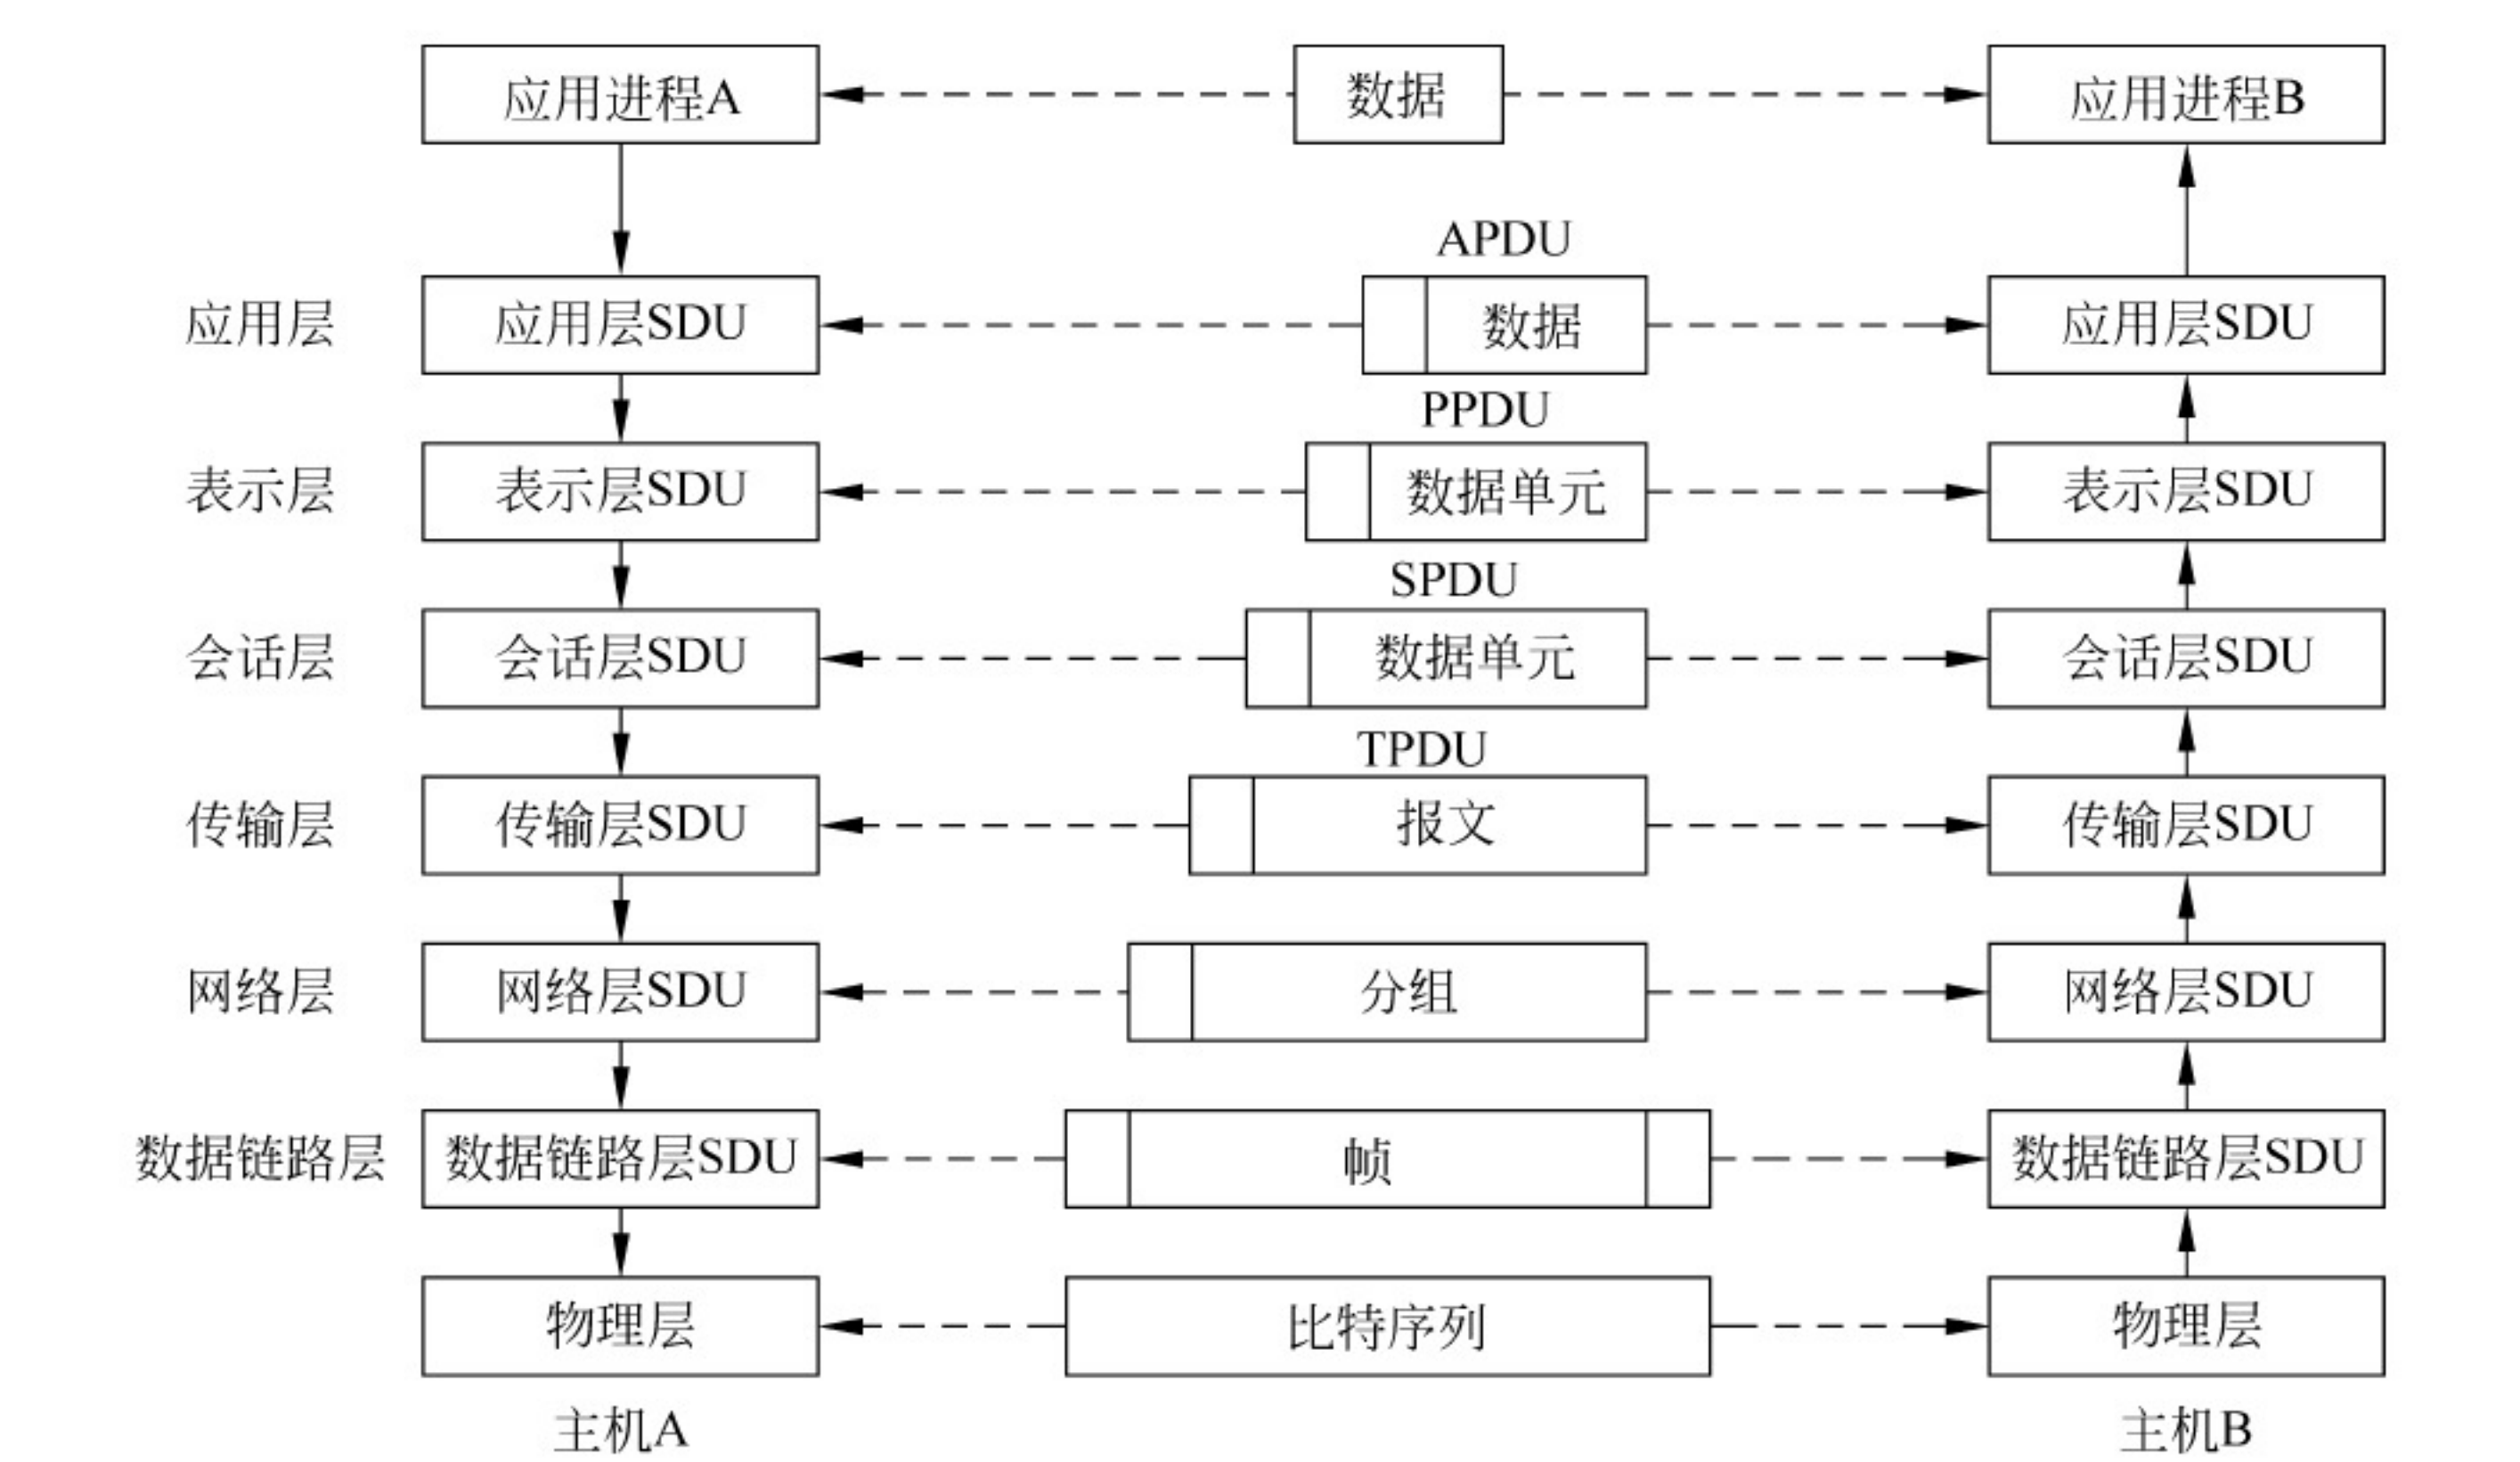 应用进程A 数据 应用进程B
APDU
应用层 应用层SDU 数据 应用层SDU
PPDU
表示层 表示层SDU 数据单元 表示层SDU
SPDU
会话层 会话层SDU 数据单元 会话层SDU
TPDU
传输层 传输层SDU 报文 传输层SDU
网络层 网络层SDU 分组 网络层SDU
数据链路层 数据链路层SDU 帧 数据链路层SDU
物理层 比特序列 物理层
主机A 主机B